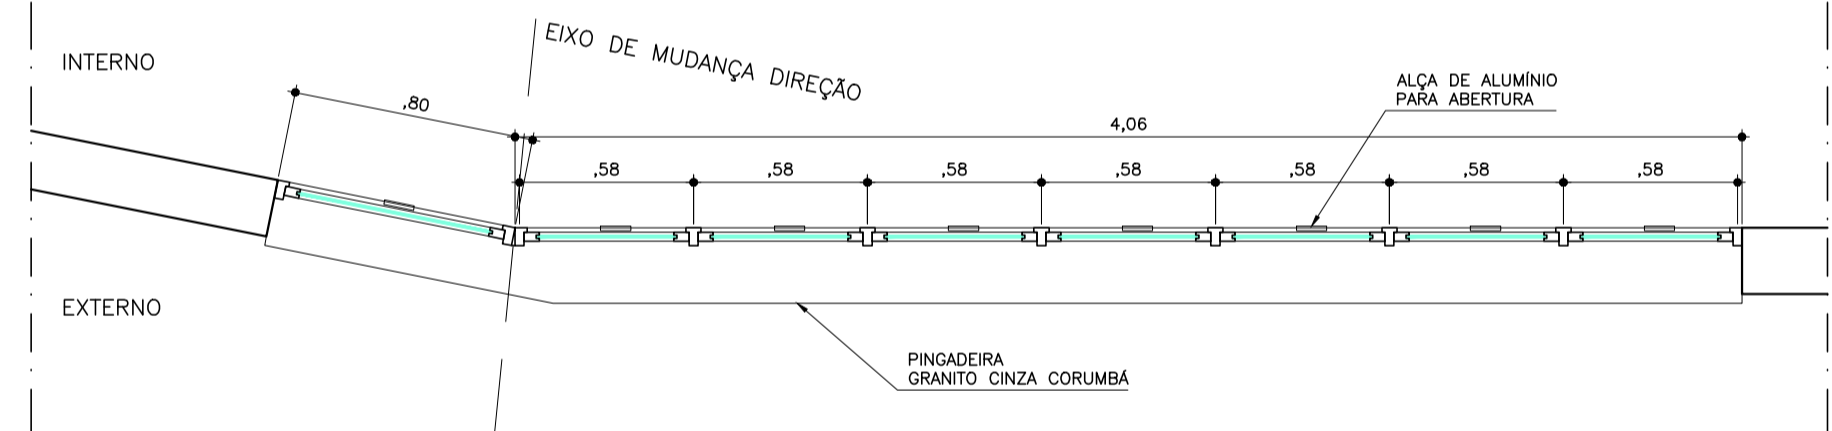 INTERNO
EIXO DE MUDANÇA DIREÇÃO
ALÇA DE ALUMÍNIO
PARA ABERTURA
,80
4,06
,58
,58
,58
,58
,58
,58
,58
EXTERNO
PINGADEIRA
GRANITO CINZA CORUMBÁ